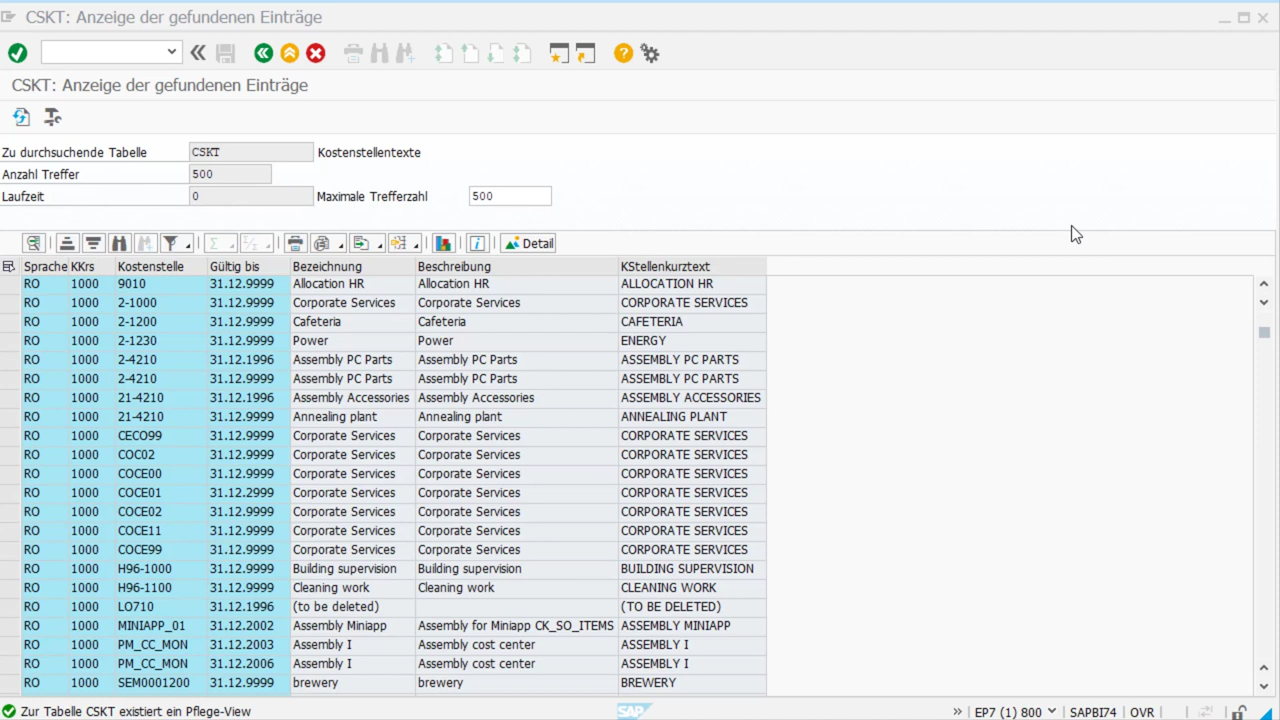 CSKT: Anzeige der gefundenen Einträge
CSKT: Anzeige der gefundenen Einträge
Zu durchsuchende Tabelle CSKT Kostenstellentexte
Anzahl Treffer 500
Laufzeit 0 Maximale Trefferzahl 500
Detail
Sprache KKrs Kostenstelle Gültig bis Bezeichnung Beschreibung KStellenkurztext
RO 1000 9010 31.12.9999 Allocation HR Allocation HR ALLOCATION HR
RO 1000 2-1000 31.12.9999 Corporate Services Corporate Services CORPORATE SERVICES
RO 1000 2-1200 31.12.9999 Cafeteria Cafeteria CAFETERIA
RO 1000 2-1230 31.12.9999 Power Power ENERGY
RO 1000 2-4210 31.12.1996 Assembly PC Parts Assembly PC Parts ASSEMBLY PC PARTS
RO 1000 2-4210 31.12.9999 Assembly PC Parts Assembly PC Parts ASSEMBLY PC PARTS
RO 1000 21-4210 31.12.1996 Assembly Accessories Assembly Accessories ASSEMBLY ACCESSORIES
RO 1000 21-4210 31.12.9999 Annealing plant Annealing plant ANNEALING PLANT
RO 1000 CECO99 31.12.9999 Corporate Services Corporate Services CORPORATE SERVICES
RO 1000 COC02 31.12.9999 Corporate Services Corporate Services CORPORATE SERVICES
RO 1000 COCE00 31.12.9999 Corporate Services Corporate Services CORPORATE SERVICES
RO 1000 COCE01 31.12.2999 Corporate Services Corporate Services CORPORATE SERVICES
RO 1000 COCE02 31.12.9999 Corporate Services Corporate Services CORPORATE SERVICES
RO 1000 COCE11 31.12.9999 Corporate Services Corporate Services CORPORATE SERVICES
RO 1000 COCE99 31.12.9999 Corporate Services Corporate Services CORPORATE SERVICES
RO 1000 H96-1000 31.12.9999 Building supervision Building supervision BUILDING SUPERVISION
RO 1000 H96-1100 31.12.9999 Cleaning work Cleaning work CLEANING WORK
RO 1000 LO710 31.12.1996 (to be deleted) (TO BE DELETED)
RO 1000 MINIAPP_01 31.12.2002 Assembly Miniapp Assembly for Miniapp CK_SO_ITEMS ASSEMBLY MINIAPP
RO 1000 PM_CC_MON 31.12.2003 Assembly I Assembly cost center ASSEMBLY I
RO 1000 PM_CC_MON 31.12.2006 Assembly I Assembly cost center ASSEMBLY I
RO 1000 SEM0001200 31.12.9999 brewery brewery BREWERY
Zur Tabelle CSKT existiert ein Pflege-View SAP EP7 (1) 800 SAPBI74 OVR